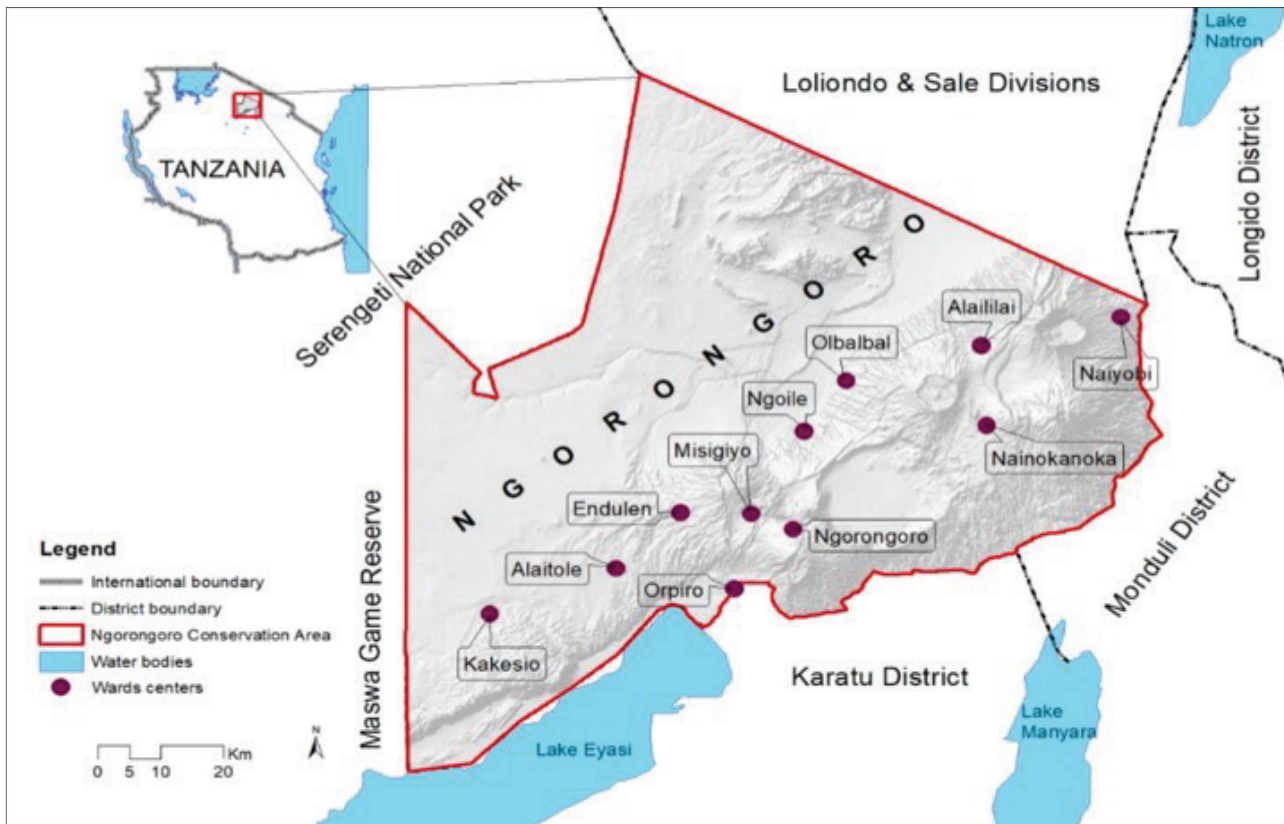 Lake
Natron
Loliondo & Sale Divisions
TANZANIA
Longido District
Serengeti National Park
NGORONGORO
Alaililai
Olbalbal
Naiyobi
Ngoile
Misigiyo
Nainokanoka
Endulen
Ngorongoro
Alaitole
Orpiro
Kakesio
Maswa Game Reserve
Monduli District
Karatu District
Lake
Manyara
Lake Eyasi
Legend
International boundary
District boundary
Ngorongoro Conservation Area
Water bodies
Wards centers
N
Km
0 5 10 20